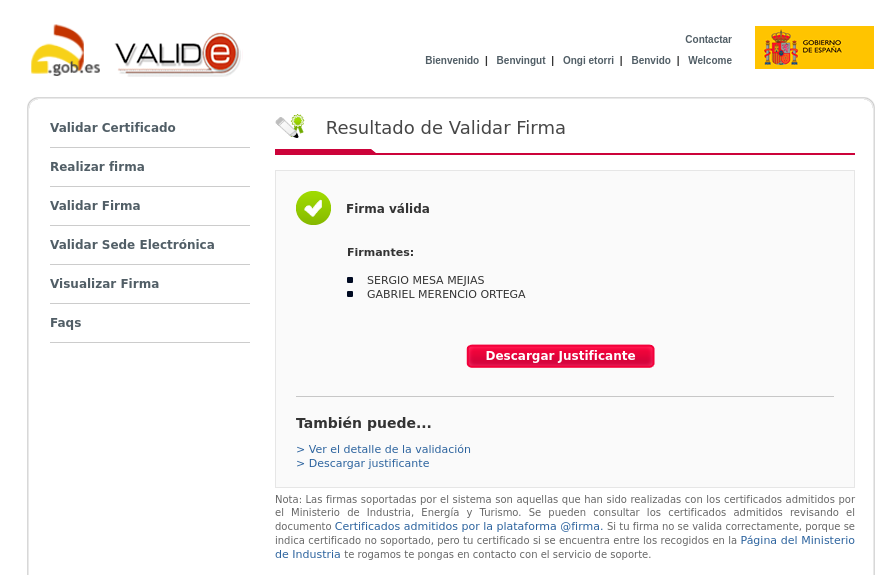 .gob.es
VALIDe
Contactar
Bienvenido | Benvingut | Ongi etorri | Benvido | Welcome
GOBIERNO
DE ESPAÑA
Validar Certificado
Realizar firma
Validar Firma
Validar Sede Electrónica
Visualizar Firma
Faqs
Resultado de Validar Firma
Firma válida
Firmantes:
SERGIO MESA MEJIAS
GABRIEL MERENCIO ORTEGA
Descargar Justificante
También puede...
> Ver el detalle de la validación
> Descargar justificante
Nota: Las firmas soportadas por el sistema son aquellas que han sido realizadas con los certificados admitidos por
el Ministerio de Industria, Energía y Turismo. Se pueden consultar los certificados admitidos revisando el
documento Certificados admitidos por la plataforma @firma. Si tu firma no se valida correctamente, porque se
indica certificado no soportado, pero tu certificado si se encuentra entre los recogidos en la Página del Ministerio
de Industria te rogamos te pongas en contacto con el servicio de soporte.